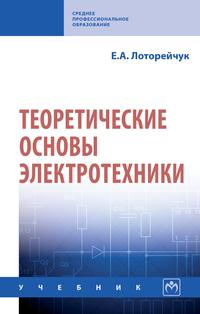 СРЕДНЕЕ
ПРОФЕССИОНАЛЬНОЕ
ОБРАЗОВАНИЕ
Е.А. Лоторейчук
ТЕОРЕТИЧЕСКИЕ
ОСНОВЫ
ЭЛЕКТРОТЕХНИКИ
УЧЕБНИК